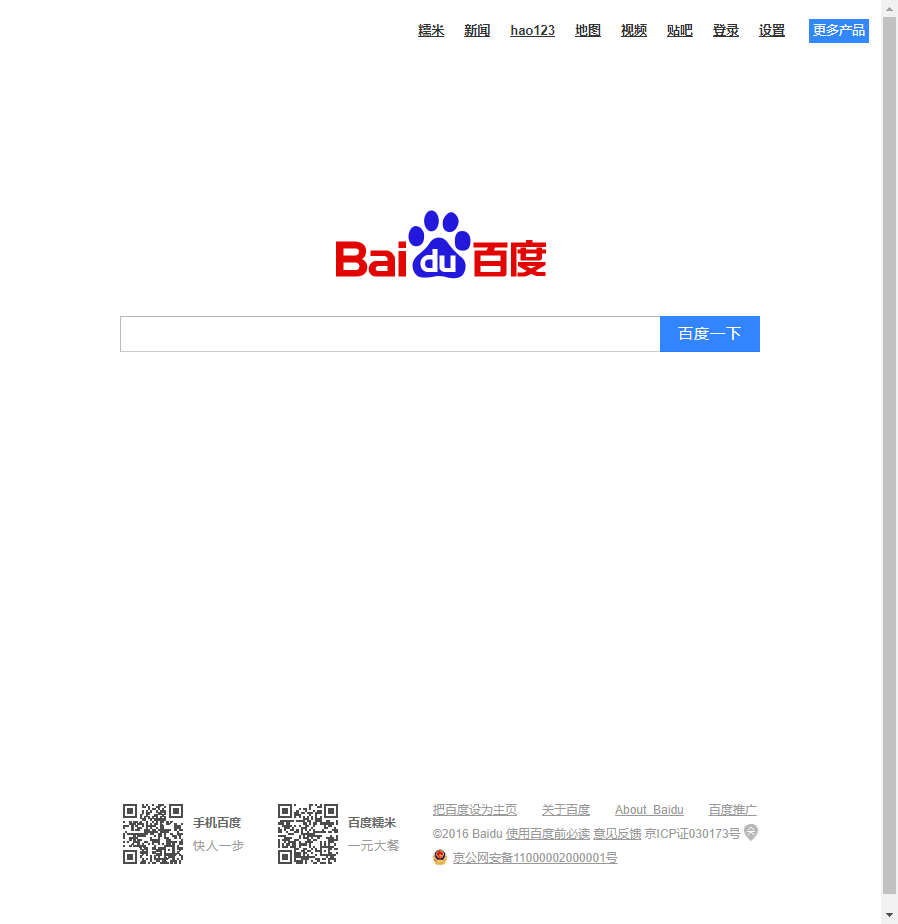 糯米 新闻 hao123 地图 视频 贴吧 登录 设置 更多产品
Bai du 百度
百度一下
手机百度
快人一步
百度糯米
一元大餐
把百度设为主页 关于百度 About Baidu 百度推广
©2016 Baidu 使用百度前必读 意见反馈 京ICP证030173号
京公网安备11000002000001号